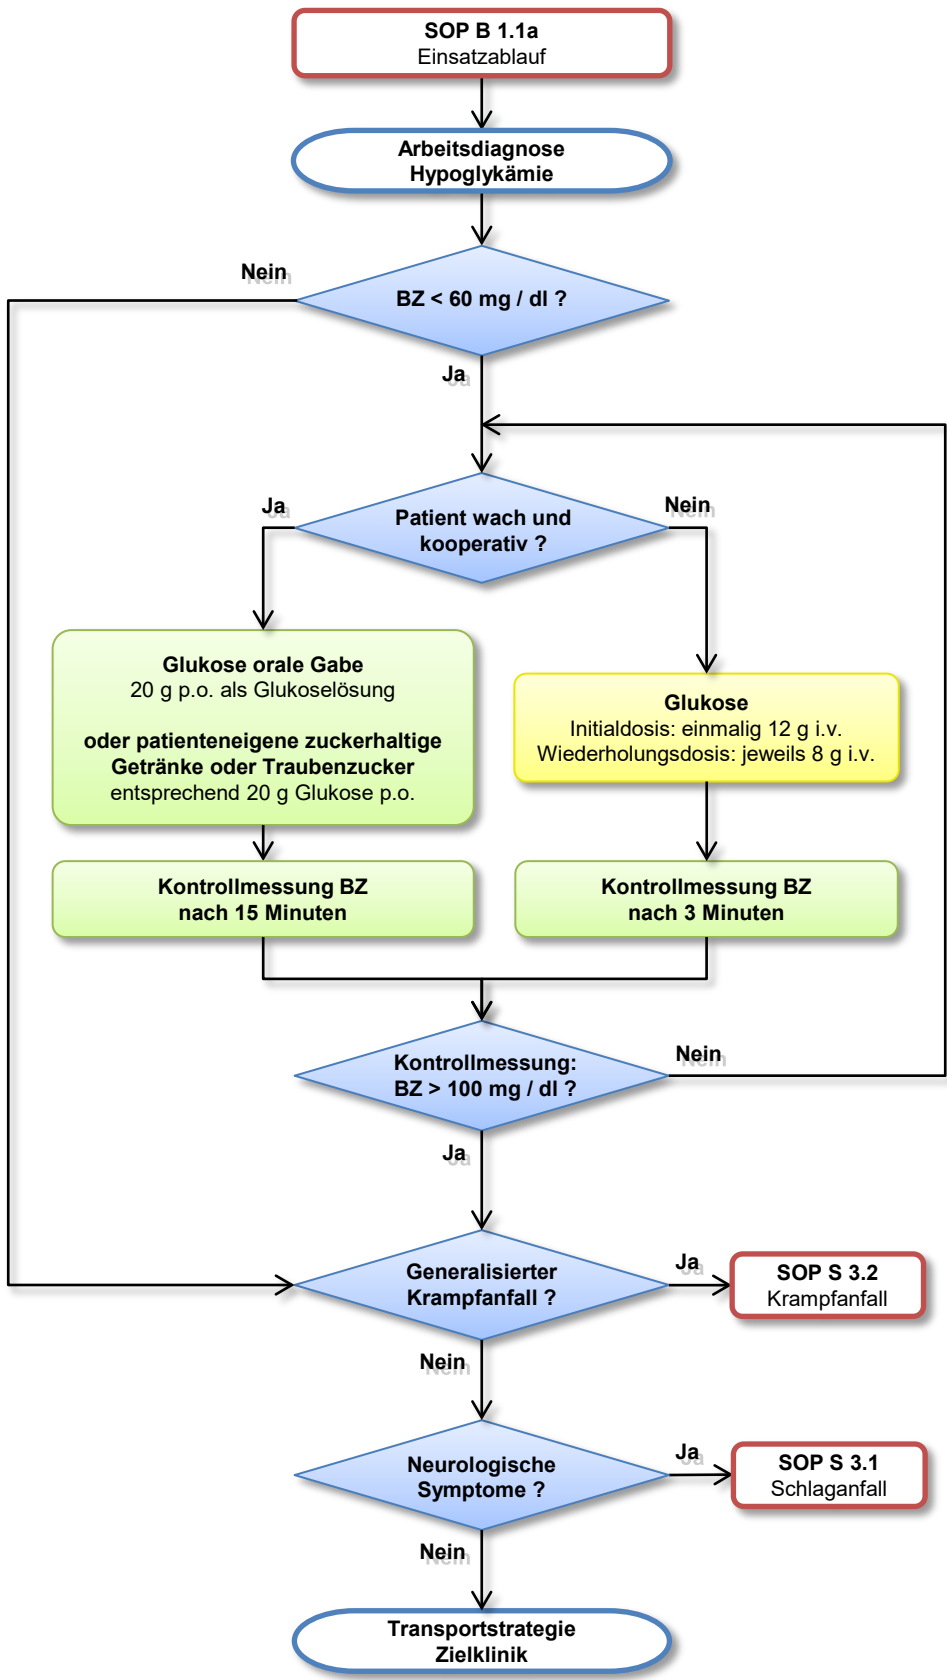 SOP B 1.1a
Einsatzablauf
Arbeitsdiagnose
Hypoglykämie
Nein
BZ < 60 mg / dl ?
Ja
Ja
Nein
Patient wach und
kooperativ ?
Glukose orale Gabe
20 g p.o. als Glukoselösung
oder patienteneigene zuckerhaltige
Getränke oder Traubenzucker
entsprechend 20 g Glukose p.o.
Glukose
Initialdosis: einmalig 12 g i.v.
Wiederholungsdosis: jeweils 8 g i.v.
Kontrollmessung BZ
nach 15 Minuten
Kontrollmessung BZ
nach 3 Minuten
Kontrollmessung:
BZ > 100 mg / dl ?
Nein
Ja
Generalisierter
Krampfanfall ?
Ja
SOP S 3.2
Krampfanfall
Nein
Neurologische
Symptome ?
Ja
SOP S 3.1
Schlaganfall
Nein
Transportstrategie
Zielklinik